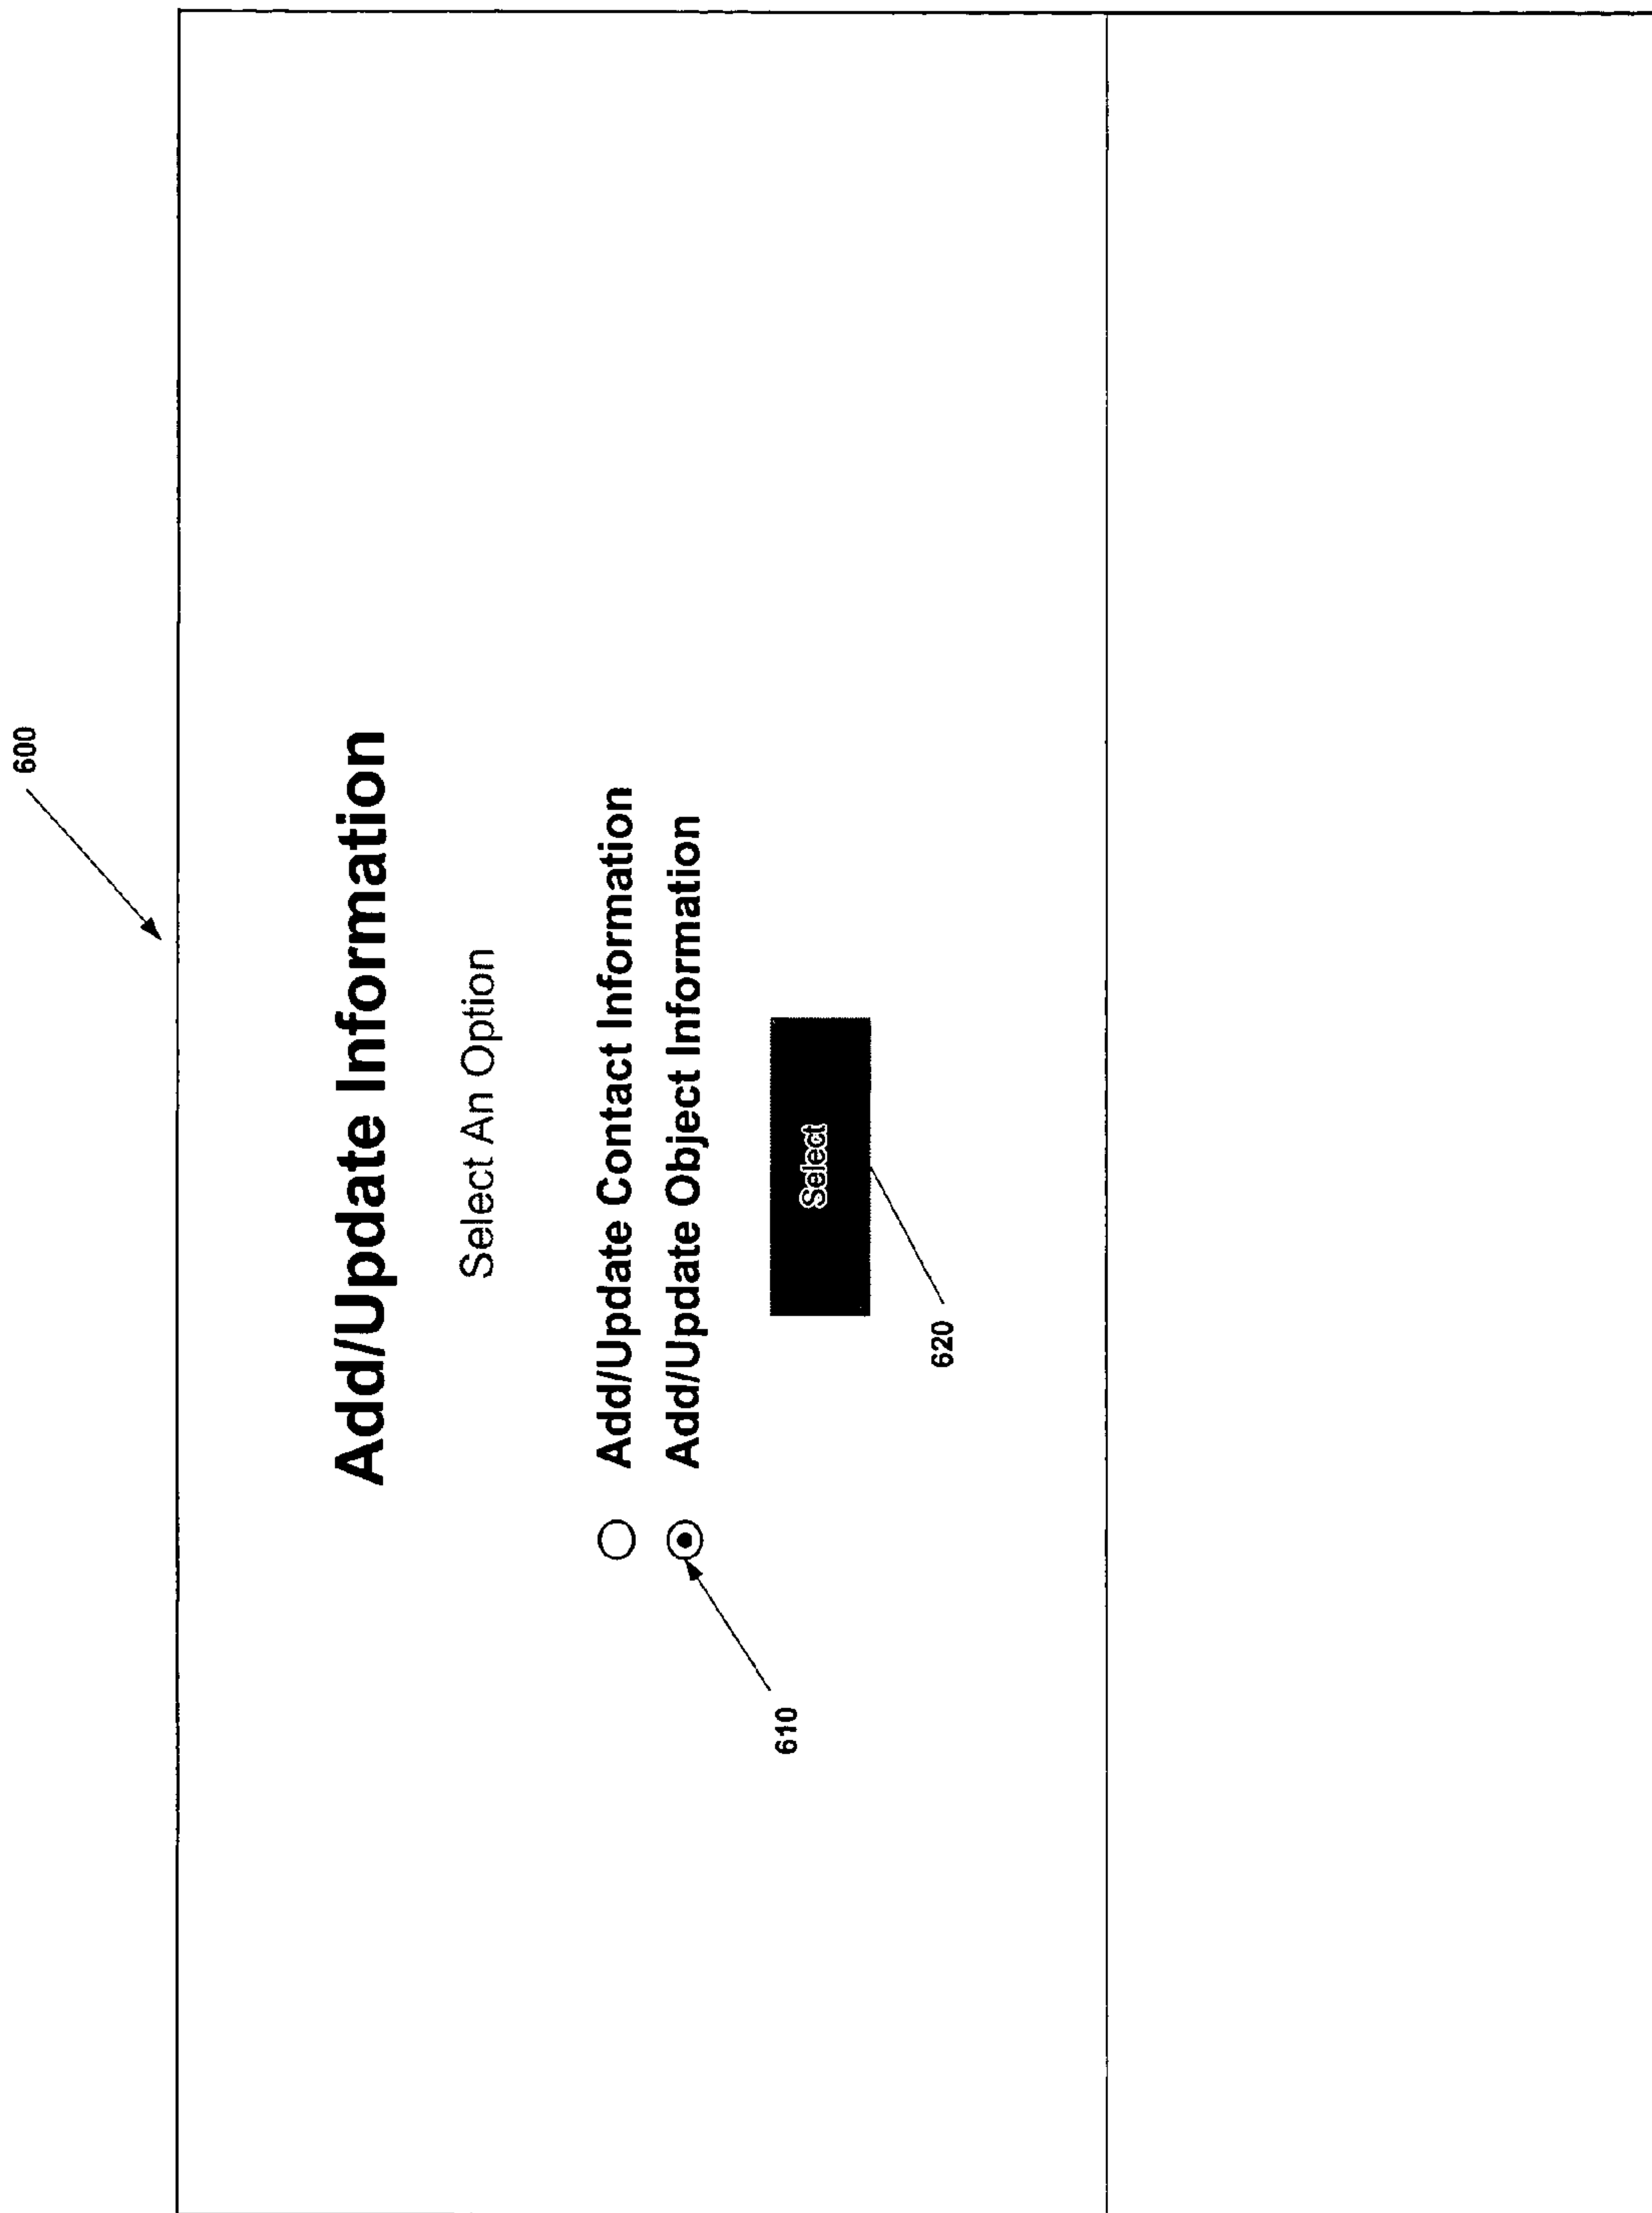 600
Add/Update Information
Select An Option
Add/Update Contact Information
Add/Update Object Information
610
Select
620